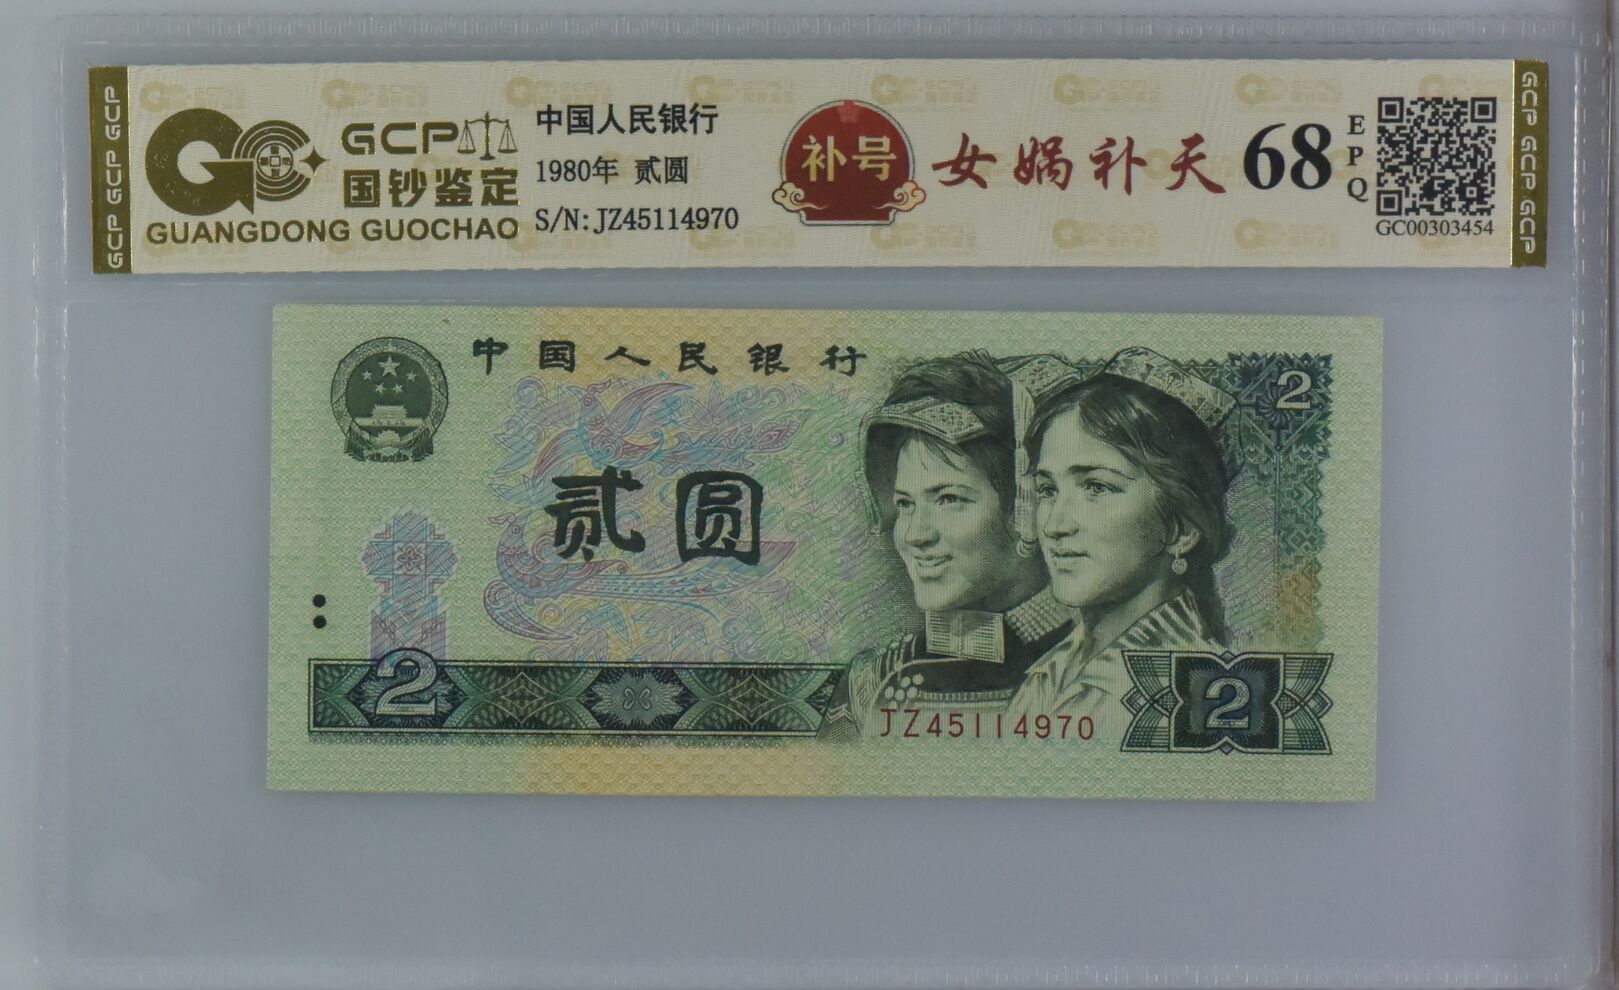 GCP GCP GCP
GCP
国钞鉴定
GUANGDONG GUOCHAO
中国人民银行
1980年 贰圆
S/N: JZ45114970
补号
女娲补天
68
EPQ
GC00303454
GCP GCP GCP
中国人民银行
2
贰圆
2
JZ45114970
2